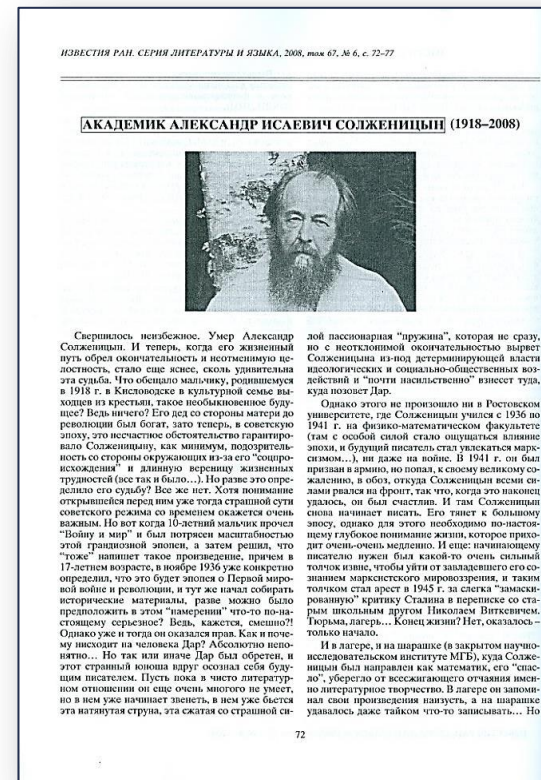 ИЗВЕСТИЯ РАН. СЕРИЯ ЛИТЕРАТУРЫ И ЯЗЫКА, 2008, том 67, № 6, с. 72–77
АКАДЕМИК АЛЕКСАНДР ИСАЕВИЧ СОЛЖЕНИЦЫН (1918–2008)
Свершилось неизбежное. Умер Александр
Солженицын. И теперь, когда его жизненный
путь обрел окончательность и неотменимую це-
лостность, стало еще яснее, сколь удивительна
эта судьба. Что обещало мальчику, родившемуся
в 1918 г. в Кисловодске в культурной семье вы-
ходцев из крестьян, такое необыкновенное буду-
щее? Ведь ничего? Его дед со стороны матери до
революции был богат, зато теперь, в советскую
эпоху, это несчастное обстоятельство гарантиро-
вало Солженицыну, как минимум, подозритель-
ность со стороны окружающих из-за его "соцпро-
исхождения" и длинную вереницу жизненных
трудностей (все так и было…). Но разве это опре-
делило его судьбу? Все же нет. Хотя понимание
открывшейся перед ним уже тогда страшной сути
советского режима со временем окажется очень
важным. Но вот когда 10-летний мальчик прочел
"Войну и мир" и был потрясен масштабностью
этой грандиозной эпопеи, а затем решил, что
"тоже" напишет такое произведение, причем в
17-летнем возрасте, в ноябре 1936 уже конкретно
определил, что это будет эпопея о Первой миро-
вой войне и революции, и тут же начал собирать
исторические материалы, разве можно было
предположить в этом "намерении" что-то по-на-
стоящему серьезное? Ведь, кажется, смешно?!
Однако уже и тогда он оказался прав. Как и поче-
му нисходит на человека Дар? Абсолютно непо-
нятно… Но так или иначе Дар был обретен, и
этот странный юноша вдруг осознал себя буду-
щим писателем. Пусть пока в чисто литератур-
ном отношении он еще очень многого не умеет,
но в нем уже начинает звенеть, в нем уже бьется
эта натянутая струна, эта сжатая со страшной си-
лой пассионарная "пружина", которая не сразу,
но с неотклонимой окончательностью вырвет
Солженицына из-под детерминирующей власти
идеологических и социально-общественных воз-
действий и "почти насильственно" взнесет туда,
куда позовет Дар.
Однако этого не произошло ни в Ростовском
университете, где Солженицын учился с 1936 по
1941 г. на физико-математическом факультете
(там с особой силой стало ощущаться влияние
эпохи, и будущий писатель стал увлекаться марк-
сизмом…), ни даже на войне. В 1941 г. он был
призван в армию, но попал, к своему великому со-
жалению, в обоз, откуда Солженицын всеми си-
лами рвался на фронт, так что, когда это наконец
удалось, он был счастлив. И там Солженицын
снова начинает писать. Его тянет к большому
эпосу, однако для этого необходимо по-настоя-
щему глубокое понимание жизни, которое прихо-
дит очень-очень медленно. И еще: начинающему
писателю нужен был какой-то очень сильный
толчок извне, чтобы уйти от завладевшего его со-
знанием марксистского мировоззрения, и таким
толчком стал арест в 1945 г. за слегка "замаски-
рованную" критику Сталина в переписке со ста-
рым школьным другом Николаем Виткевичем.
Тюрьма, лагерь… Конец жизни? Нет, оказалось –
только начало.
И в лагере, и на шарашке (в закрытом научно-
исследовательском институте МГБ), куда Солже-
ницын был направлен как математик, его "спас-
ло", уберегло от всесжигающего отчаяния имен-
но литературное творчество. В лагере он запоми-
нал свои произведения наизусть, а на шарашке
удавалось даже тайком что-то записывать… Но
72